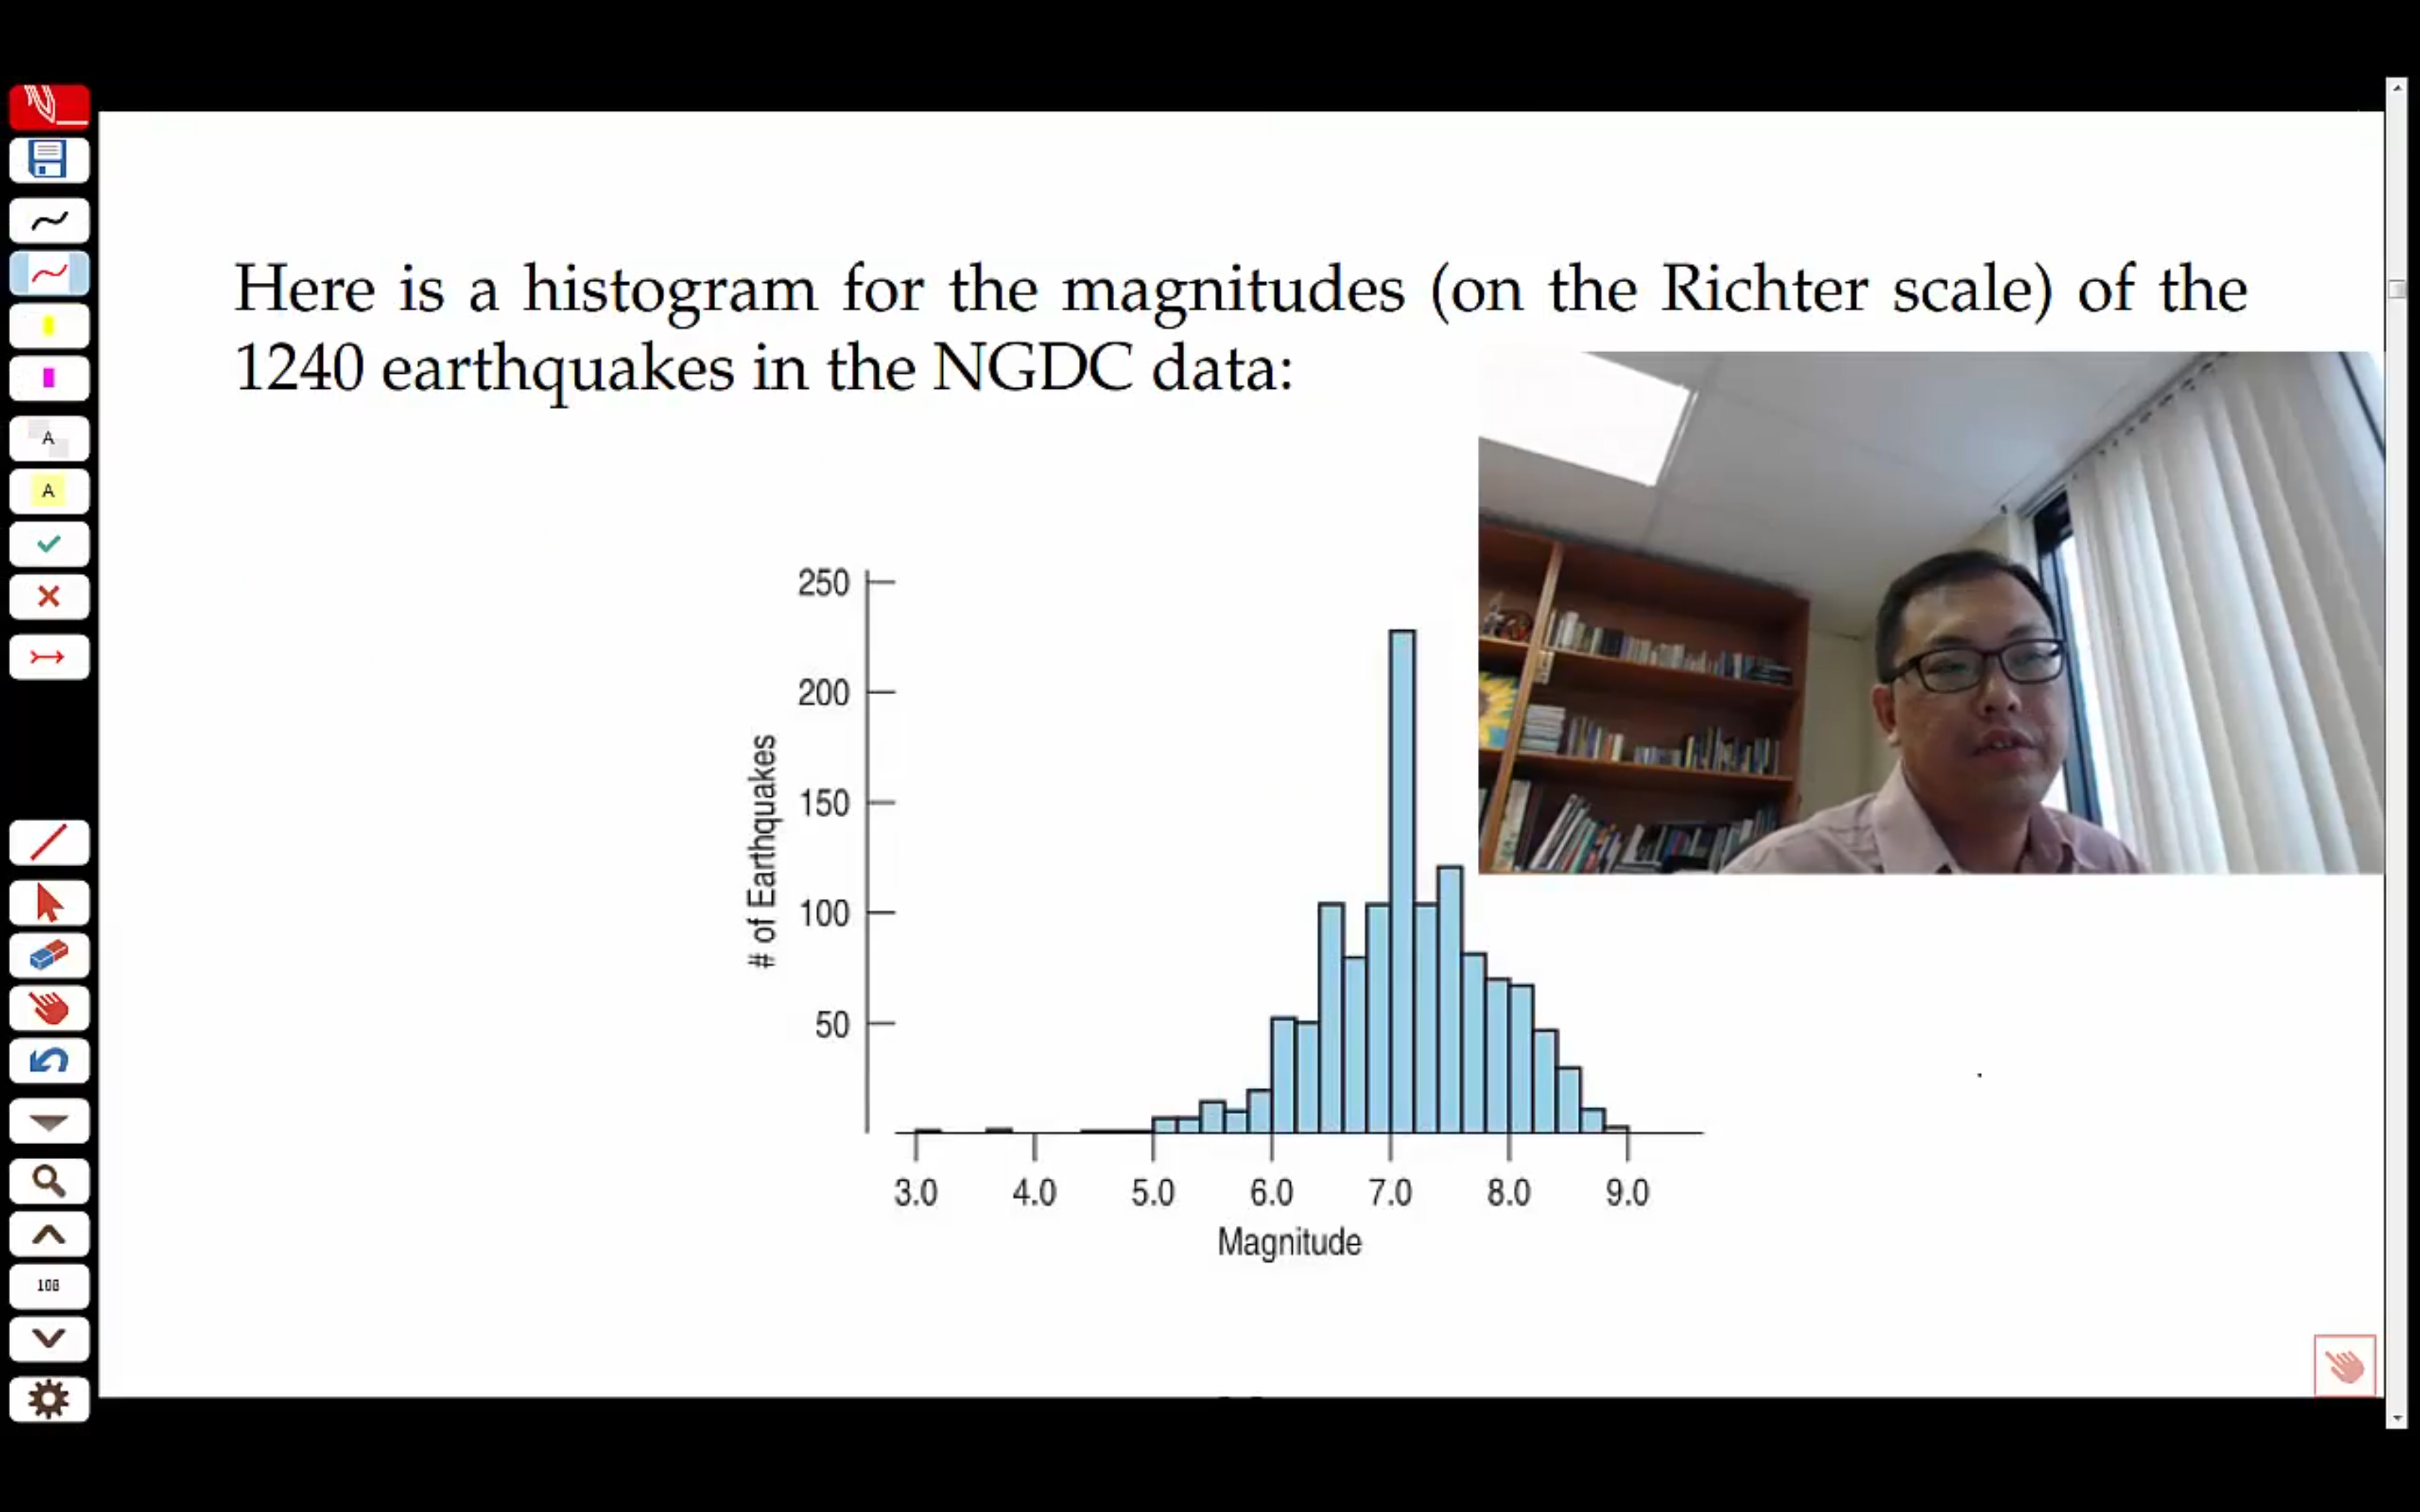 Here is a histogram for the magnitudes (on the Richter scale) of the
1240 earthquakes in the NGDC data:
A
A
108
# of Earthquakes
250
200
150
100
50
3.0 4.0 5.0 6.0 7.0 8.0 9.0
Magnitude